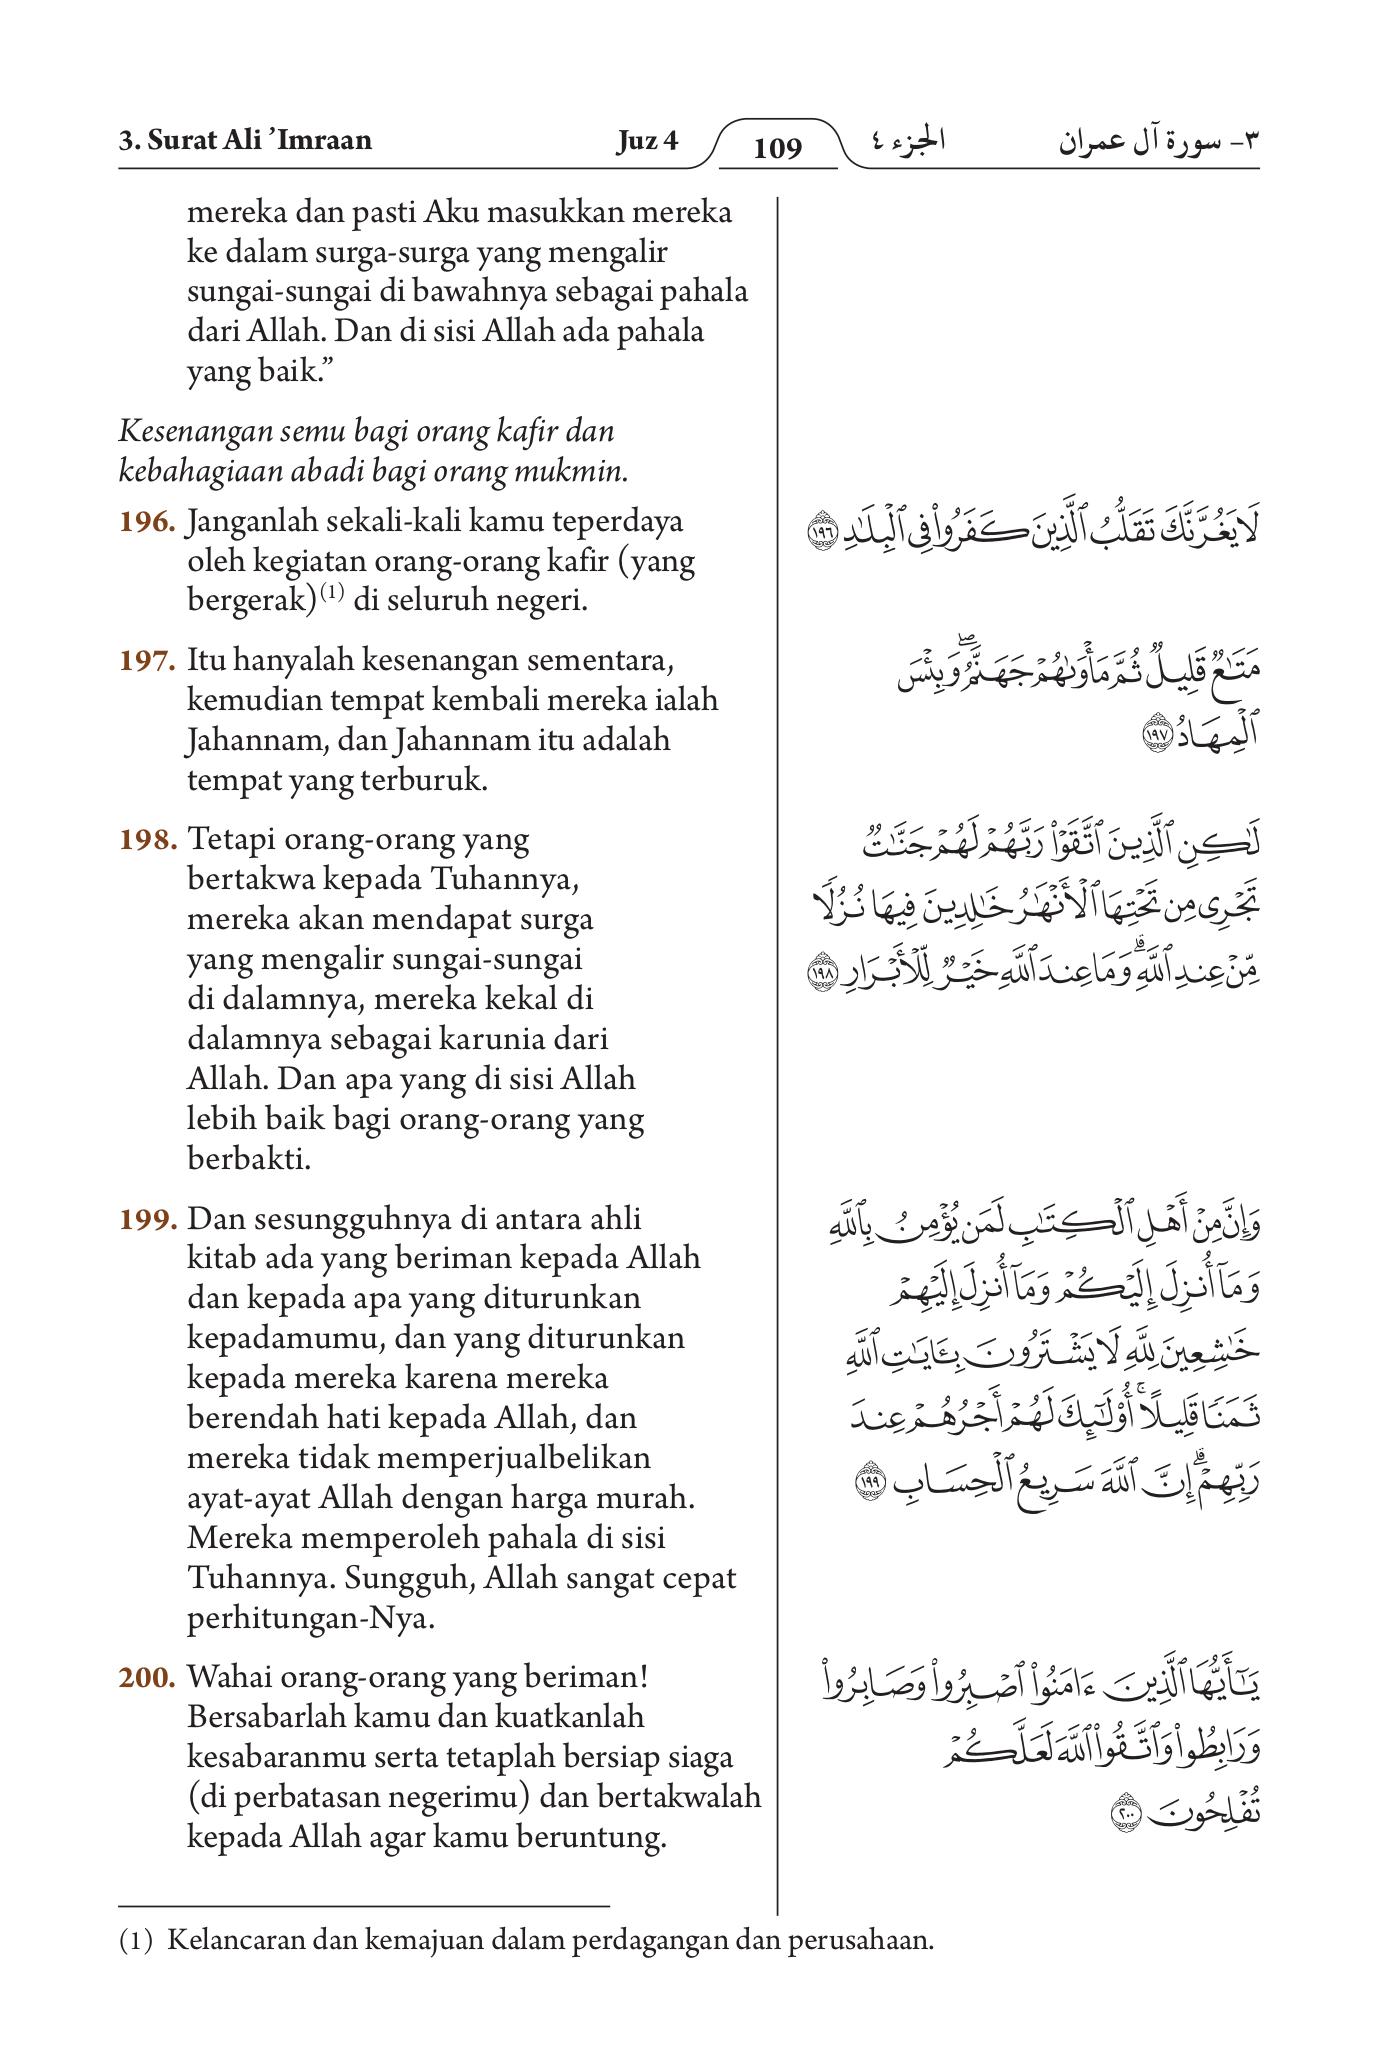 3. Surat Ali ’Imraan
Juz 4
109
الجزء ٤
٣- سورة آل عمران
mereka dan pasti Aku masukkan mereka
ke dalam surga-surga yang mengalir
sungai-sungai di bawahnya sebagai pahala
dari Allah. Dan di sisi Allah ada pahala
yang baik.”
Kesenangan semu bagi orang kafir dan
kebahagiaan abadi bagi orang mukmin.
196. Janganlah sekali-kali kamu teperdaya
oleh kegiatan orang-orang kafir (yang
bergerak)(1) di seluruh negeri.
197. Itu hanyalah kesenangan sementara,
kemudian tempat kembali mereka ialah
Jahannam, dan Jahannam itu adalah
tempat yang terburuk.
198. Tetapi orang-orang yang
bertakwa kepada Tuhannya,
mereka akan mendapat surga
yang mengalir sungai-sungai
di dalamnya, mereka kekal di
dalamnya sebagai karunia dari
Allah. Dan apa yang di sisi Allah
lebih baik bagi orang-orang yang
berbakti.
199. Dan sesungguhnya di antara ahli
kitab ada yang beriman kepada Allah
dan kepada apa yang diturunkan
kepadamumu, dan yang diturunkan
kepada mereka karena mereka
berendah hati kepada Allah, dan
mereka tidak memperjualbelikan
ayat-ayat Allah dengan harga murah.
Mereka memperoleh pahala di sisi
Tuhannya. Sungguh, Allah sangat cepat
perhitungan-Nya.
200. Wahai orang-orang yang beriman!
Bersabarlah kamu dan kuatkanlah
kesabaranmu serta tetaplah bersiap siaga
(di perbatasan negerimu) dan bertakwalah
kepada Allah agar kamu beruntung.
لَا يَغُرَّنَّكَ تَقَلُّبُ ٱلَّذِينَ كَفَرُواْ فِي ٱلۡبِلَٰدِ ١٩٦
مَتَٰعٞ قَلِيلٞ ثُمَّ مَأۡوَىٰهُمۡ جَهَنَّمُۖ وَبِئۡسَ
ٱلۡمِهَادُ ١٩٧
لَٰكِنِ ٱلَّذِينَ ٱتَّقَوۡاْ رَبَّهُمۡ لَهُمۡ جَنَّٰتٞ
تَجۡرِي مِن تَحۡتِهَا ٱلۡأَنۡهَٰرُ خَٰلِدِينَ فِيهَا نُزُلٗا
مِّنۡ عِندِ ٱللَّهِۗ وَمَا عِندَ ٱللَّهِ خَيۡرٞ لِّلۡأَبۡرَارِ ١٩٨
وَإِنَّ مِنۡ أَهۡلِ ٱلۡكِتَٰبِ لَمَن يُؤۡمِنُ بِٱللَّهِ
وَمَآ أُنزِلَ إِلَيۡكُمۡ وَمَآ أُنزِلَ إِلَيۡهِمۡ
خَٰشِعِينَ لِلَّهِ لَا يَشۡتَرُونَ بِـَٔايَٰتِ ٱللَّهِ
ثَمَنٗا قَلِيلًاۚ أُوْلَٰٓئِكَ لَهُمۡ أَجۡرُهُمۡ عِندَ
رَبِّهِمۡۗ إِنَّ ٱللَّهَ سَرِيعُ ٱلۡحِسَابِ ١٩٩
يَٰٓأَيُّهَا ٱلَّذِينَ ءَامَنُواْ ٱصۡبِرُواْ وَصَابِرُواْ
وَرَابِطُواْ وَٱتَّقُواْ ٱللَّهَ لَعَلَّكُمۡ
تُفۡلِحُونَ ٢٠٠
(1) Kelancaran dan kemajuan dalam perdagangan dan perusahaan.